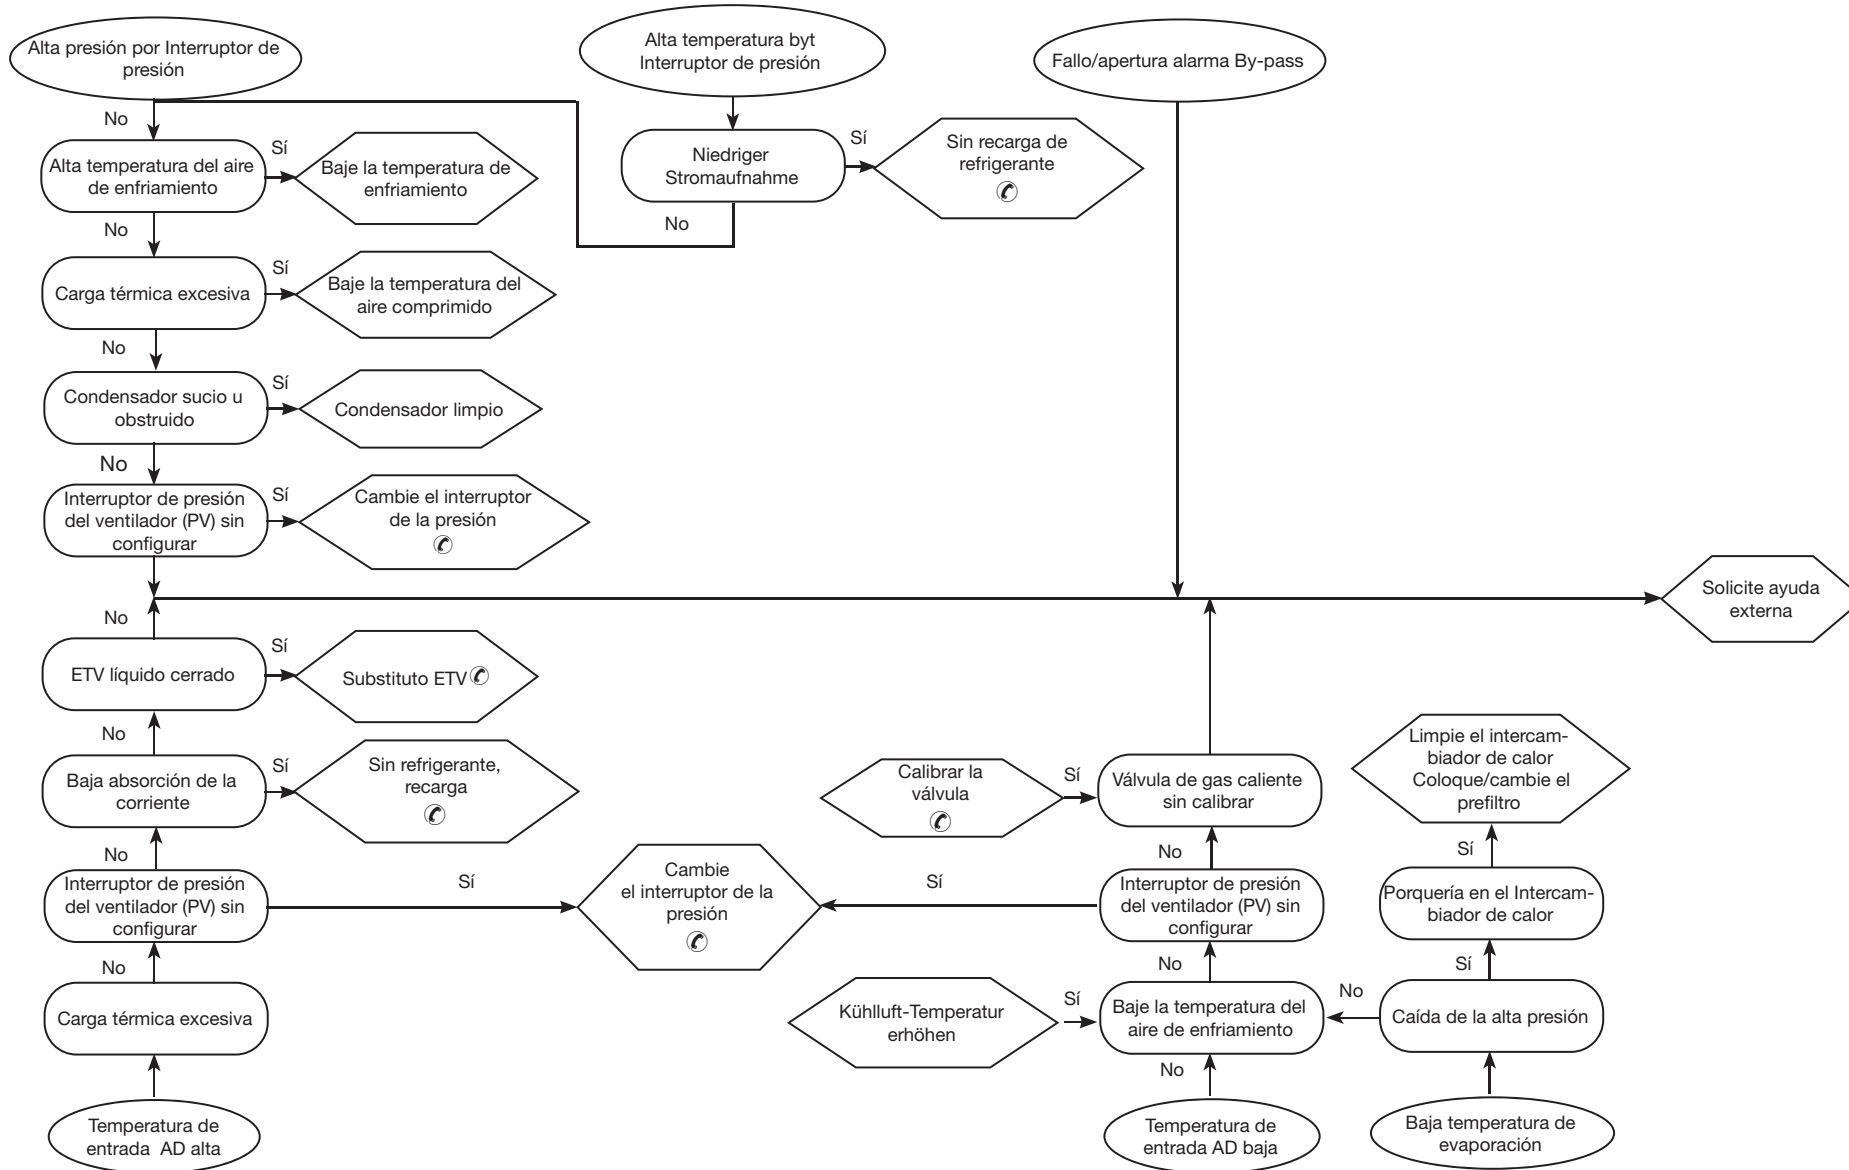 Alta presión por Interruptor de
presión
Alta temperatura byt
Interruptor de presión
Fallo/apertura alarma By-pass
No
Alta temperatura del aire
de enfriamiento
Sí
Baje la temperatura de
enfriamiento
Niedriger
Stromaufnahme
Sí
Sin recarga de
refrigerante
No
No
Carga térmica excesiva
Sí
Baje la temperatura del
aire comprimido
No
Condensador sucio u
obstruido
Sí
Condensador limpio
No
Interruptor de presión
del ventilador (PV) sin
configurar
Sí
Cambie el interruptor
de la presión
Solicite ayuda
externa
No
ETV líquido cerrado
Sí
Substituto ETV
No
Baja absorción de la
corriente
Sí
Sin refrigerante,
recarga
Calibrar la
válvula
Sí
Válvula de gas caliente
sin calibrar
Limpie el intercam-
biador de calor
Coloque/cambie el
prefiltro
No
Interruptor de presión
del ventilador (PV) sin
configurar
Sí
Cambie
el interruptor de la
presión
Sí
No
Interruptor de presión
del ventilador (PV) sin
configurar
Sí
Porquería en el Intercam-
biador de calor
No
Carga térmica excesiva
Kühlluft-Temperatur
erhöhen
Sí
No
Baje la temperatura del
aire de enfriamiento
No
Sí
Caída de la alta presión
No
Temperatura de
entrada AD alta
Temperatura de
entrada AD baja
Baja temperatura de
evaporación